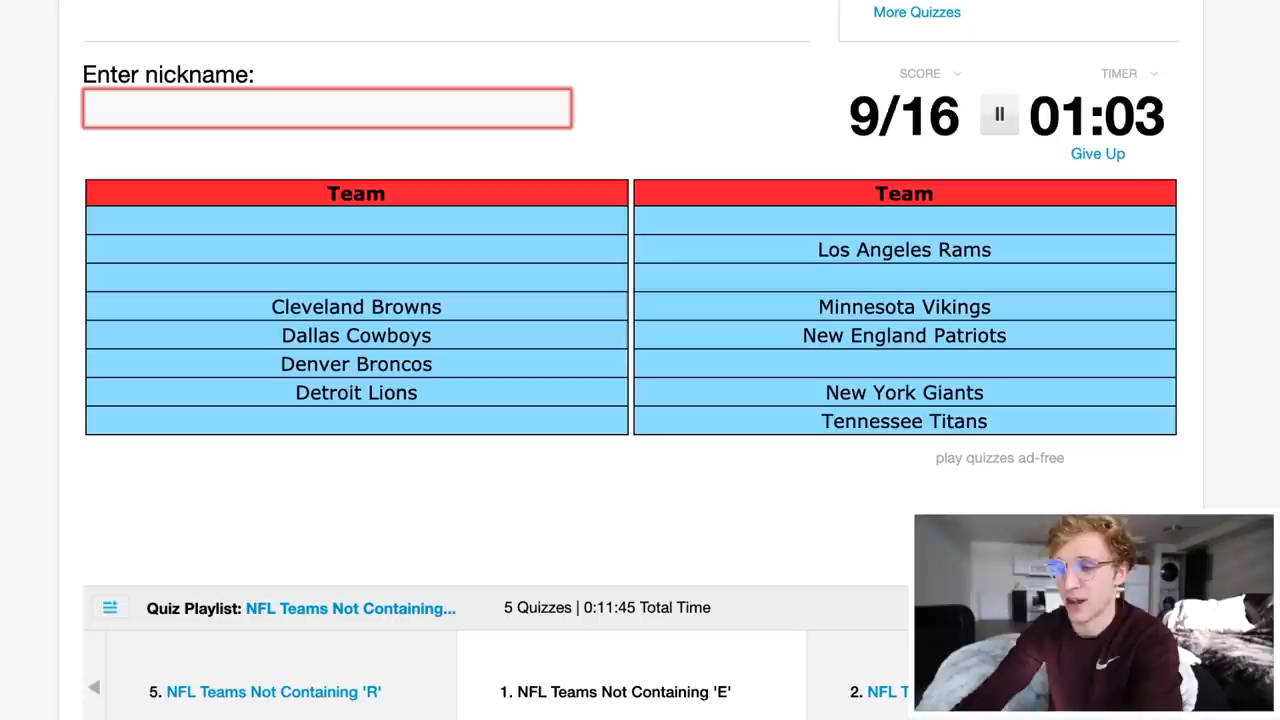 More Quizzes
Enter nickname:
SCORE
TIMER
9/16
01:03
Give Up
Team
Team
Los Angeles Rams
Cleveland Browns
Minnesota Vikings
Dallas Cowboys
New England Patriots
Denver Broncos
Detroit Lions
New York Giants
Tennessee Titans
play quizzes ad-free
Quiz Playlist: NFL Teams Not Containing... 5 Quizzes | 0:11:45 Total Time
5. NFL Teams Not Containing 'R'
1. NFL Teams Not Containing 'E'
2. NFL T